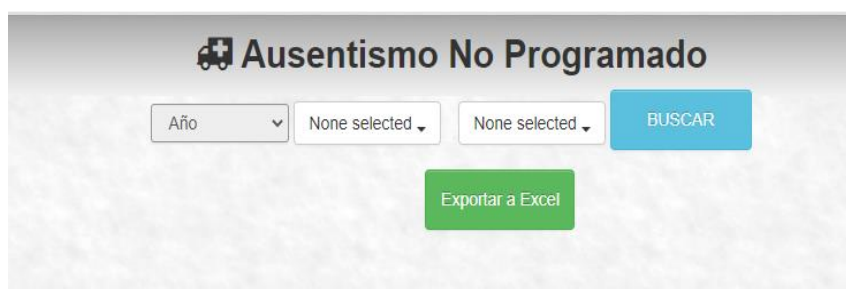 Ausentismo No Programado
Año None selected None selected BUSCAR
Exportar a Excel